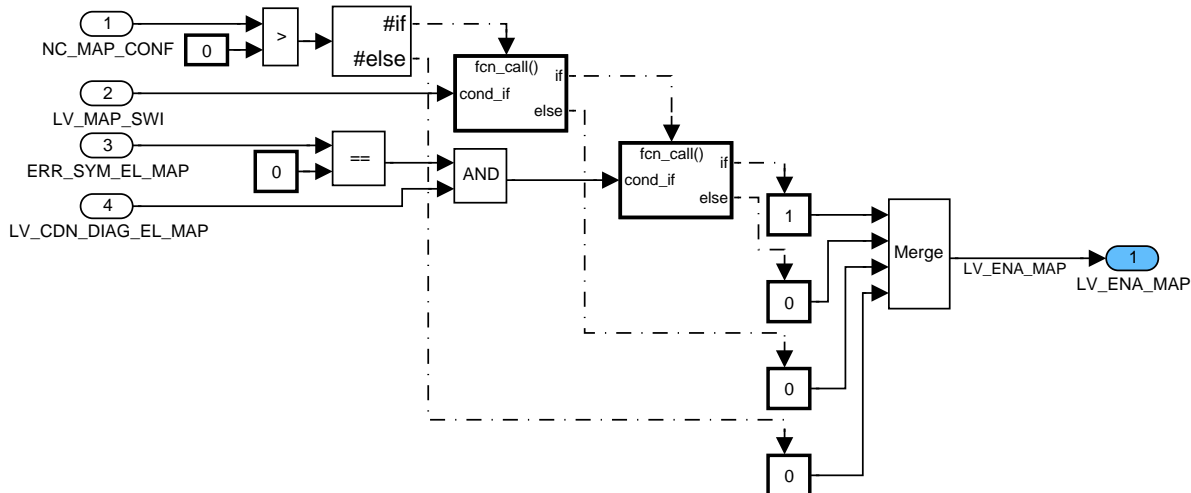 1
NC_MAP_CONF
0
>
#if
#else
2
LV_MAP_SWI
fcn_call()
cond_if
if
else
3
ERR_SYM_EL_MAP
0
==
AND
4
LV_CDN_DIAG_EL_MAP
fcn_call()
cond_if
if
else
1
0
0
0
Merge
LV_ENA_MAP
1
LV_ENA_MAP